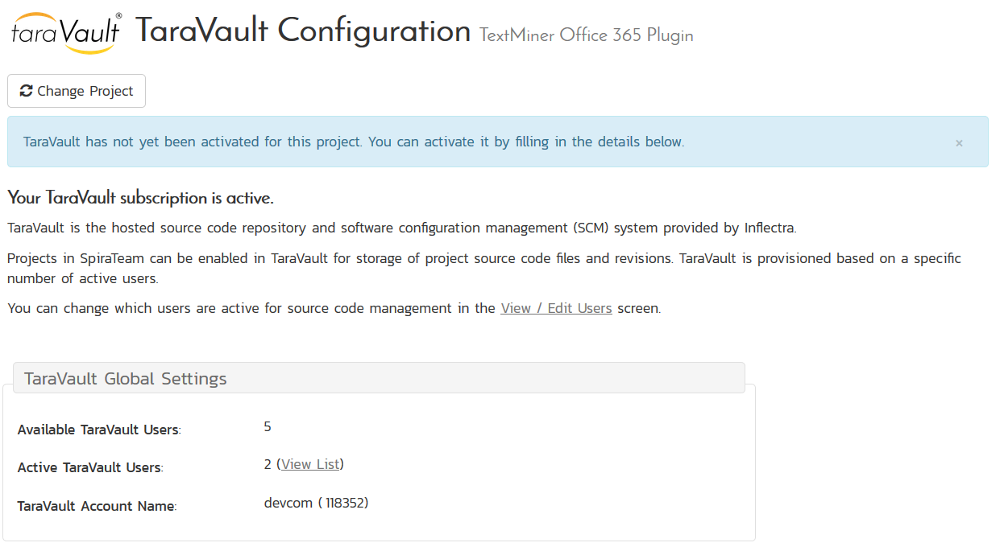 taraVault® TaraVault Configuration TextMiner Office 365 Plugin
Change Project
TaraVault has not yet been activated for this project. You can activate it by filling in the details below. ×
Your TaraVault subscription is active.
TaraVault is the hosted source code repository and software configuration management (SCM) system provided by Inflectra.
Projects in SpiraTeam can be enabled in TaraVault for storage of project source code files and revisions. TaraVault is provisioned based on a specific
number of active users.
You can change which users are active for source code management in the View / Edit Users screen.
TaraVault Global Settings
Available TaraVault Users: 5
Active TaraVault Users: 2 (View List)
TaraVault Account Name: devcom (118352)